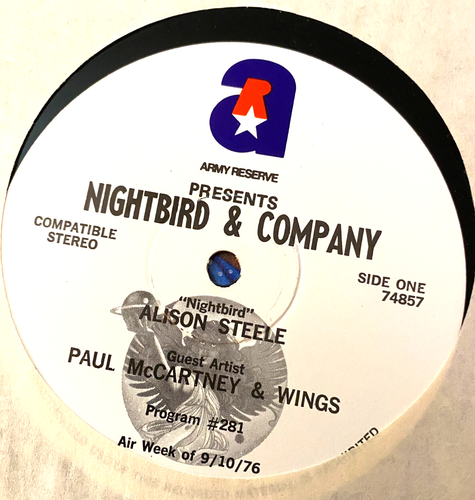 a
R
ARMY RESERVE
PRESENTS
NIGHTBIRD & COMPANY
COMPATIBLE
STEREO
SIDE ONE
74857
"Nightbird"
ALISON STEELE
Guest Artist
PAUL McCARTNEY & WINGS
Program #281
Air Week of 9/10/76